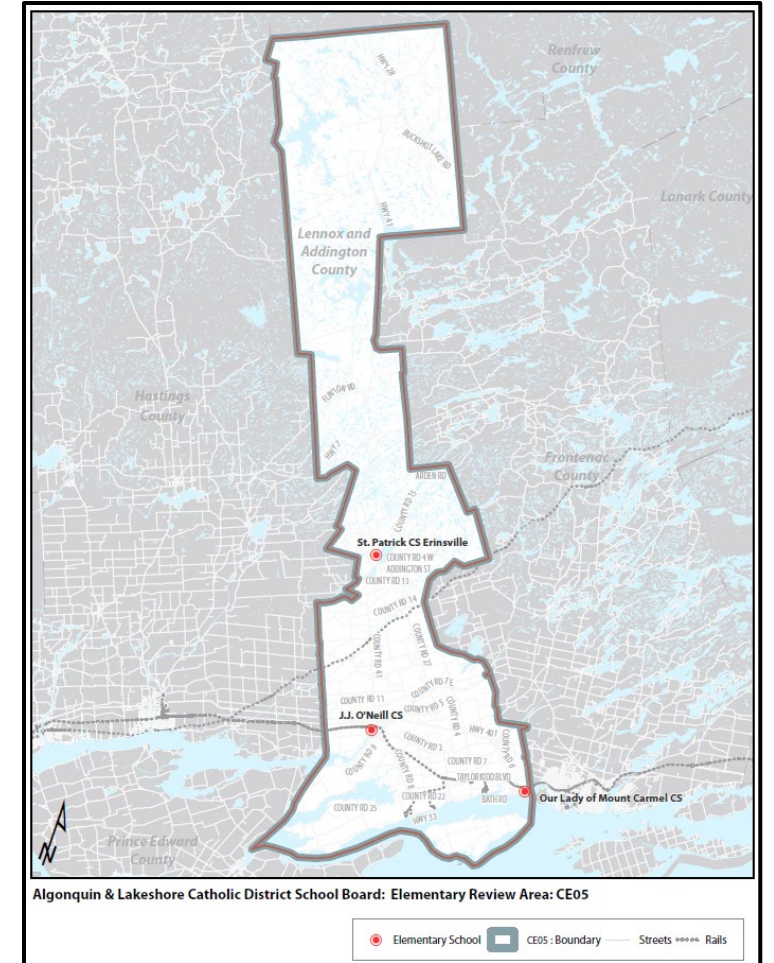 Renfrew
County
HWY 28
BUCKSHOT LAKE RD
Lanark County
HWY 41
Lennox and
Addington
County
FLINTON RD
Hastings
County
HWY 7
Frontenac
County
ARDEN RD
COUNTY RD 15
St. Patrick CS Erinsville
COUNTY RD 4 W
ADDINGTON ST
COUNTY RD 13
COUNTY RD 14
COUNTY RD 27
COUNTY RD 41
COUNTY RD 7 E
COUNTY RD 11
COUNTY RD 5
COUNTY RD 4
J.J. O'Neill CS
HWY 401
COUNTY RD 6
COUNTY RD 2
COUNTY RD 9
COUNTY RD 8
COUNTY RD 7
TAYLOR KIDD BLVD
COUNTY RD 22
BATH RD
Our Lady of Mount Carmel CS
COUNTY RD 25
HWY 33
Prince Edward
County
N
Algonquin & Lakeshore Catholic District School Board: Elementary Review Area: CE05
Elementary School CE05 : Boundary Streets Rails